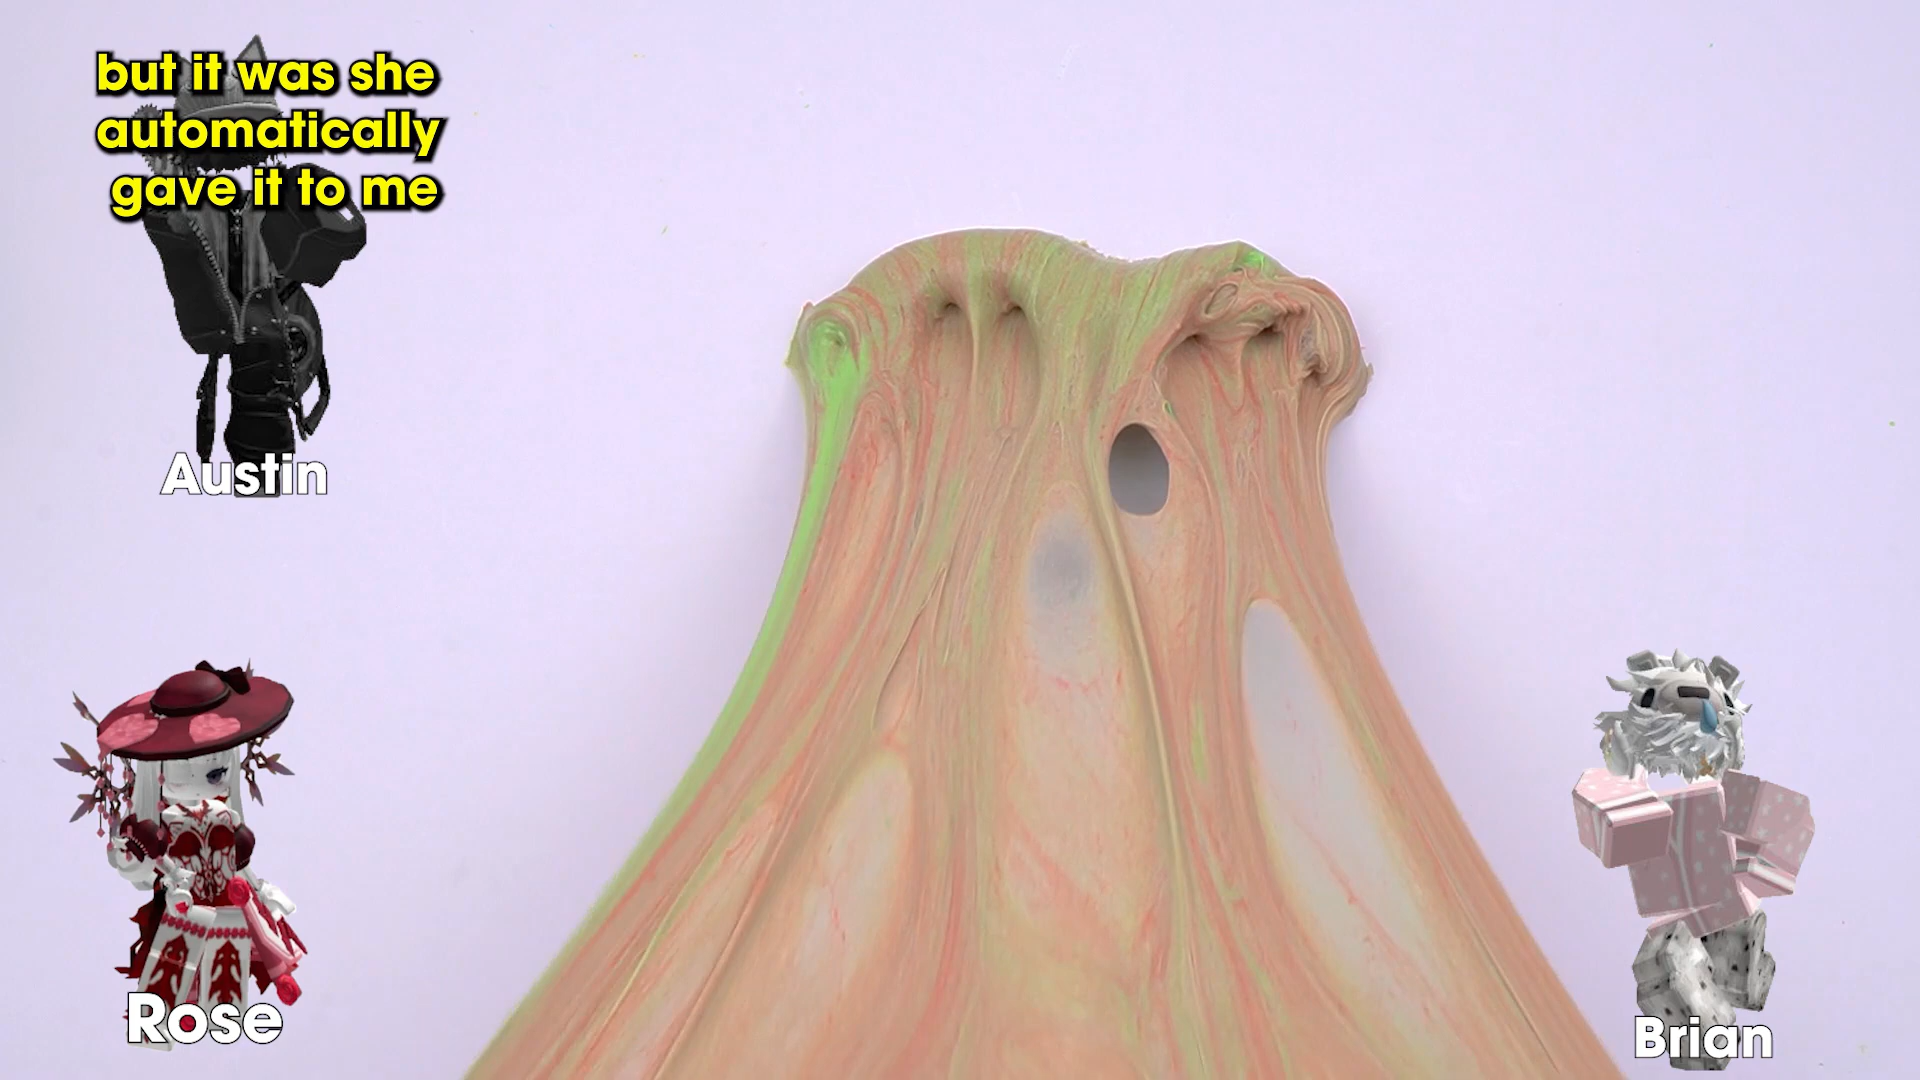 but it was she
automatically
gave it to me
Austin
Rose
Brian